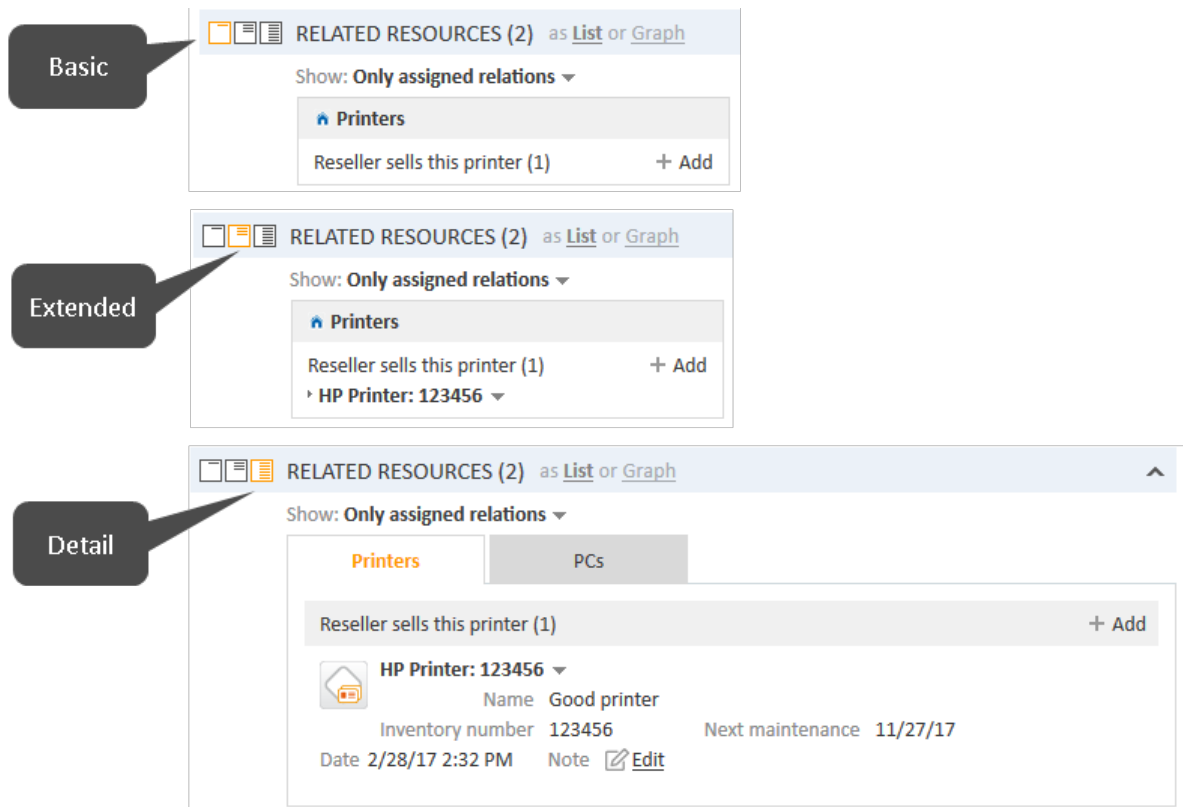 Basic
RELATED RESOURCES (2) as List or Graph
Show: Only assigned relations
Printers
Reseller sells this printer (1) + Add
Extended
RELATED RESOURCES (2) as List or Graph
Show: Only assigned relations
Printers
Reseller sells this printer (1) + Add
HP Printer: 123456
Detail
RELATED RESOURCES (2) as List or Graph
Show: Only assigned relations
Printers PCs
Reseller sells this printer (1) + Add
HP Printer: 123456
Name Good printer
Inventory number 123456 Next maintenance 11/27/17
Date 2/28/17 2:32 PM Note Edit